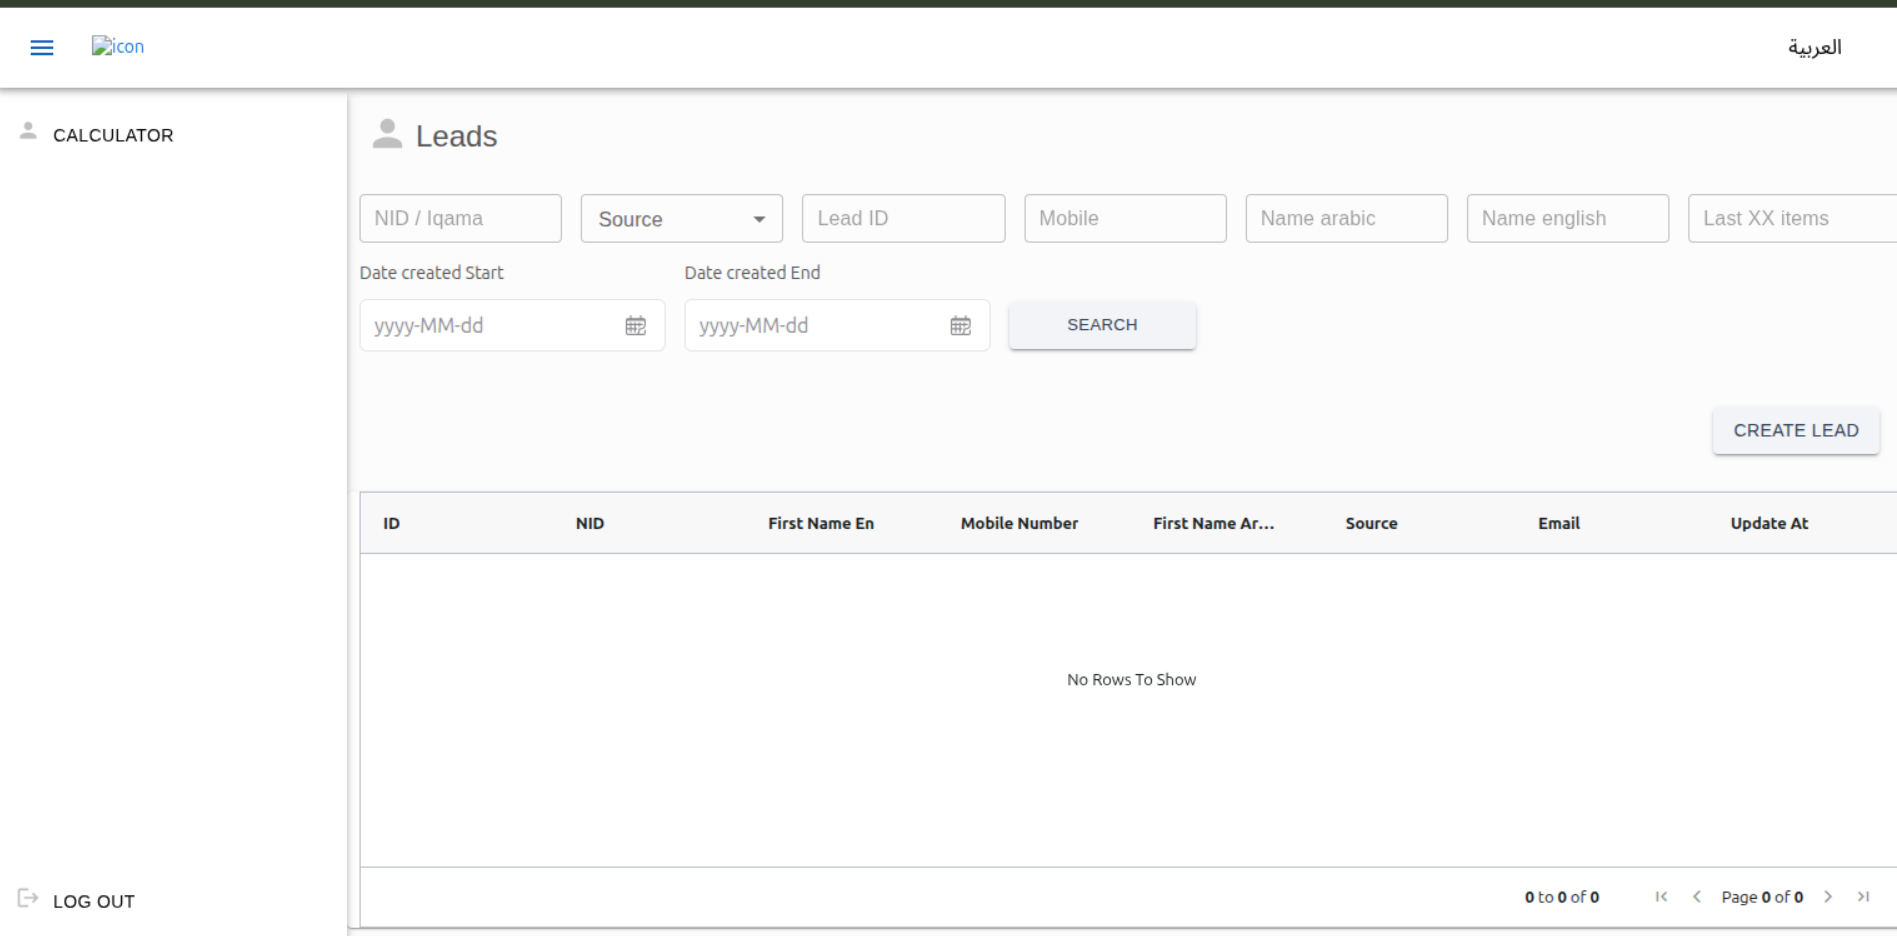 icon
العربية
CALCULATOR
Leads
NID / Iqama
Source
Lead ID
Mobile
Name arabic
Name english
Last XX items
Date created Start
Date created End
yyyy-MM-dd
yyyy-MM-dd
SEARCH
CREATE LEAD
ID NID First Name En Mobile Number First Name Ar... Source Email Update At
No Rows To Show
0 to 0 of 0 Page 0 of 0
LOG OUT